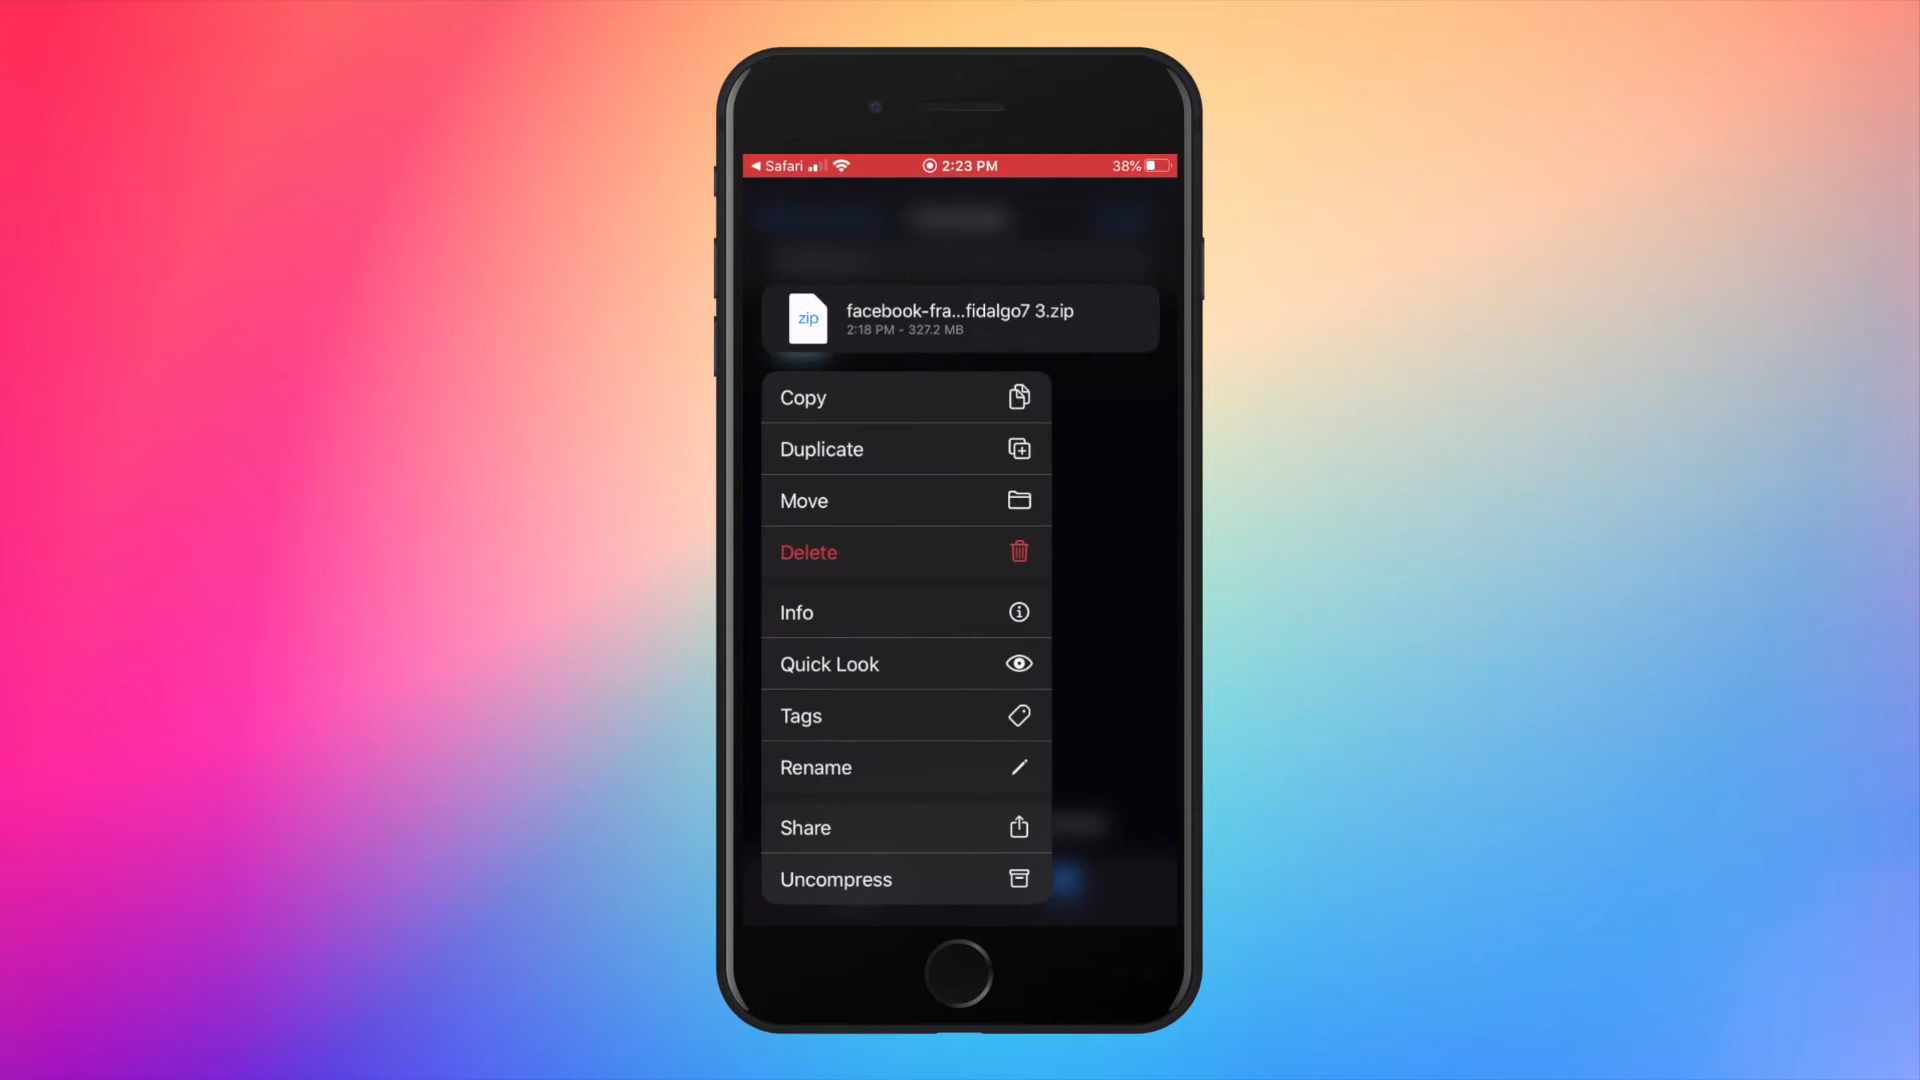 Safari 2:23 PM 38%
zip
facebook-fra...fidalgo7 3.zip
2:18 PM - 327.2 MB
Copy
Duplicate
Move
Delete
Info
Quick Look
Tags
Rename
Share
Uncompress